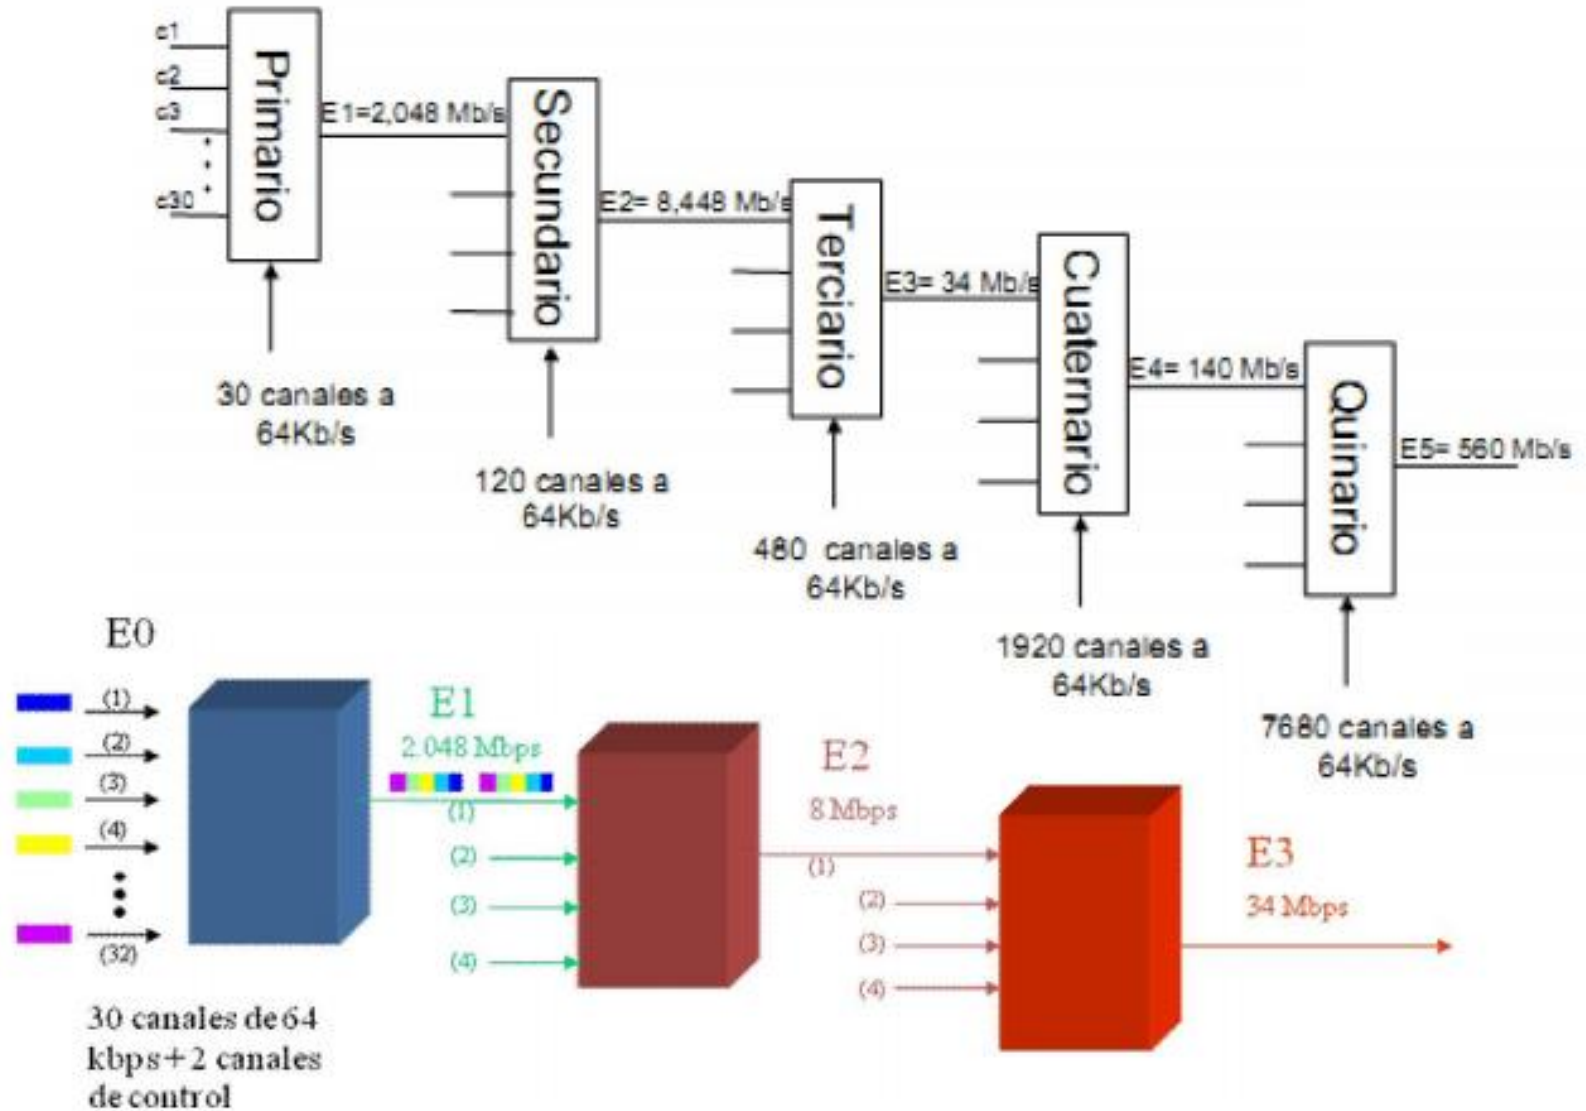 c1
c2
c3
c30
Primario
E1=2,048 Mb/s
30 canales a
64Kb/s
Secundario
E2= 8,448 Mb/s
120 canales a
64Kb/s
Terciario
E3= 34 Mb/s
480 canales a
64Kb/s
Cuaternario
E4= 140 Mb/s
1920 canales a
64Kb/s
Quinario
E5= 560 Mb/s
7680 canales a
64Kb/s
E0
(1)
(2)
(3)
(4)
(32)
30 canales de 64
kbps+2 canales
de control
E1
2.048 Mbps
(1)
(2)
(3)
(4)
E2
8 Mbps
(1)
(2)
(3)
(4)
E3
34 Mbps